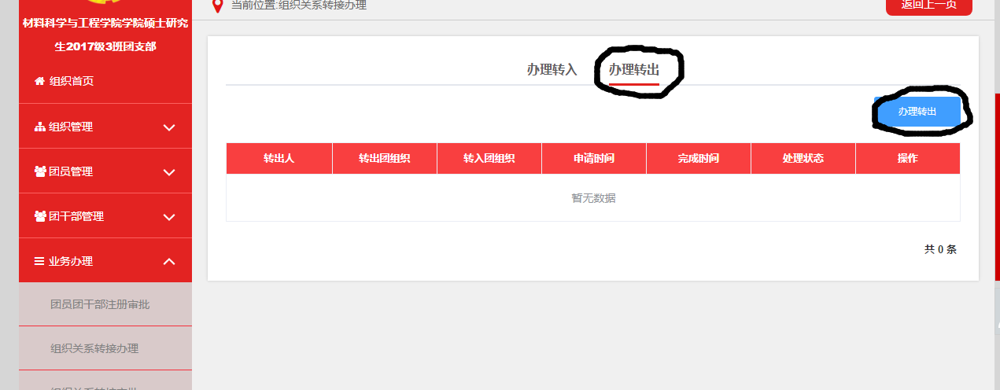 当前位置:组织关系转接办理
返回上一页
材料科学与工程学院学院硕士研究
生2017级3班团支部
组织首页
组织管理
团员管理
团干部管理
业务办理
团员团干部注册审批
组织关系转接办理
办理转入 办理转出
办理转出
转出人 转出团组织 转入团组织 申请时间 完成时间 处理状态 操作
暂无数据
共 0 条